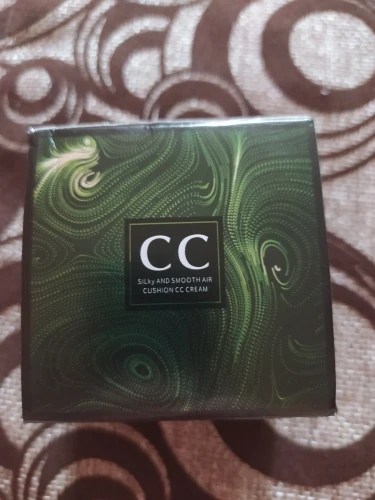 CC
SILky AND SMOOTH AIR
CUSHION CC CREAM